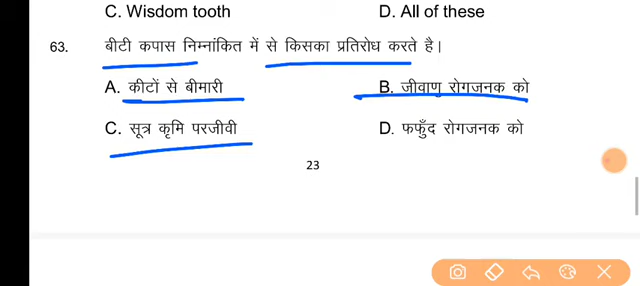 C. Wisdom tooth D. All of these
63. बीटी कपास निम्नांकित में से किसका प्रतिरोध करते है।
A. कीटों से बीमारी B. जीवाणु रोगजनक को
C. सूत्र कृमि परजीवी D. फफुँद रोगजनक को
23